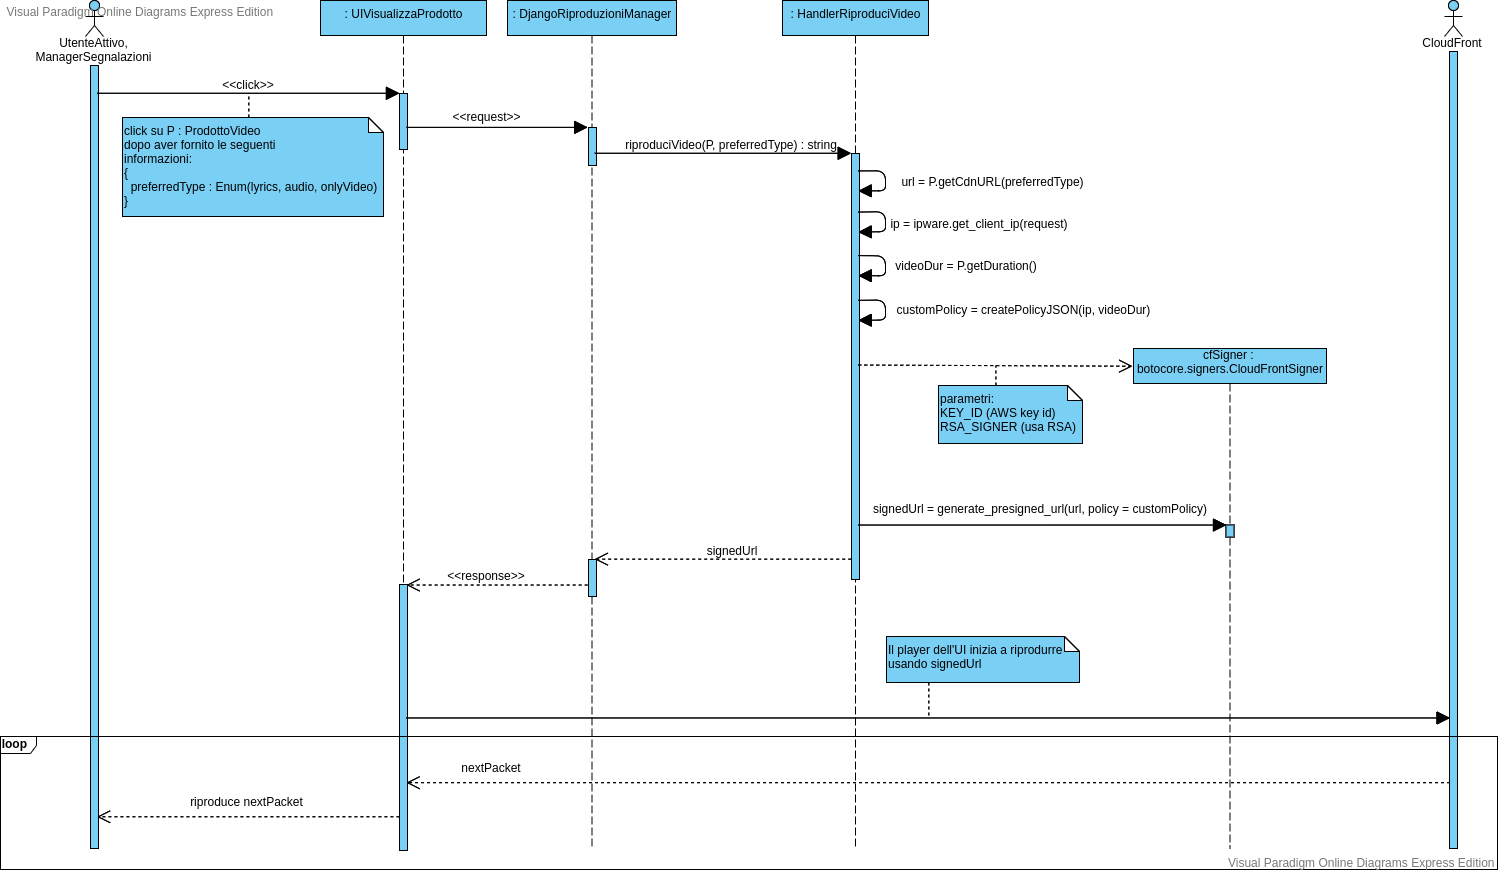 Visual Paradigm Online Diagrams Express Edition
UtenteAttivo,
ManagerSegnalazioni
: UIVisualizzaProdotto
: DjangoRiproduzioniManager
: HandlerRiproduciVideo
CloudFront
<<click>>
click su P : ProdottoVideo
dopo aver fornito le seguenti
informazioni:
{
preferredType : Enum(lyrics, audio, onlyVideo)
}
<<request>>
riproduciVideo(P, preferredType) : string
url = P.getCdnURL(preferredType)
ip = ipware.get_client_ip(request)
videoDur = P.getDuration()
customPolicy = createPolicyJSON(ip, videoDur)
cfSigner :
botocore.signers.CloudFrontSigner
parametri:
KEY_ID (AWS key id)
RSA_SIGNER (usa RSA)
signedUrl = generate_presigned_url(url, policy = customPolicy)
signedUrl
<<response>>
Il player dell'UI inizia a riprodurre
usando signedUrl
loop
nextPacket
riproduce nextPacket
Visual Paradigm Online Diagrams Express Edition